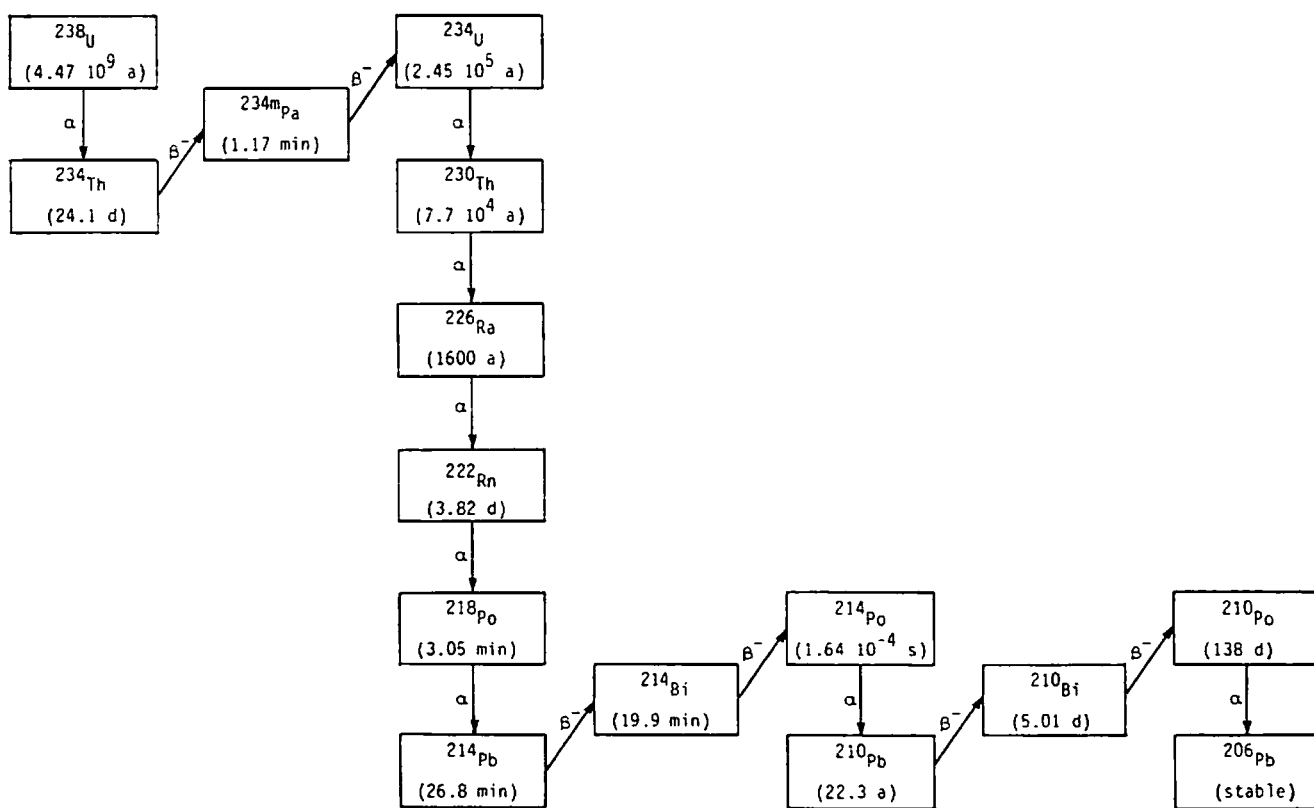 238U
(4.47 10^9 a)
α
234Th
(24.1 d)
β-
234mPa
(1.17 min)
β-
234U
(2.45 10^5 a)
α
230Th
(7.7 10^4 a)
α
226Ra
(1600 a)
α
222Rn
(3.82 d)
α
218Po
(3.05 min)
α
214Pb
(26.8 min)
β-
214Bi
(19.9 min)
β-
214Po
(1.64 10^-4 s)
α
210Pb
(22.3 a)
β-
210Bi
(5.01 d)
β-
210Po
(138 d)
α
206Pb
(stable)